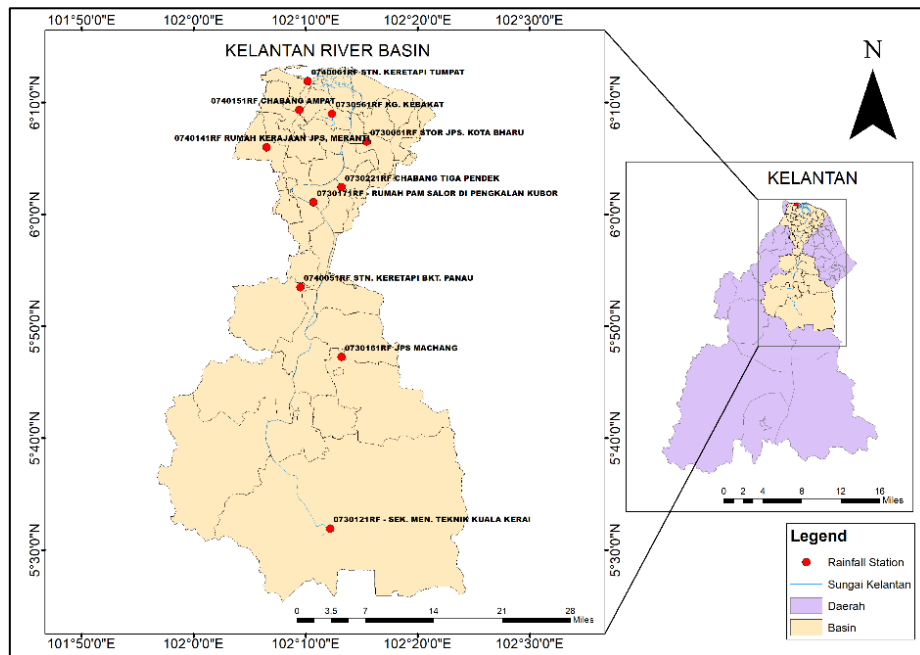 101°50'0"E 102°0'0"E 102°10'0"E 102°20'0"E 102°30'0"E
KELANTAN RIVER BASIN
N
6°10'0"N
6°0'0"N
5°50'0"N
5°40'0"N
5°30'0"N
0740061RF STN. KERETAPI TUMPAT
0740151RF CHABANG AMPAT
0730561RF KG. KEBAKAT
0730081RF STOR JPS. KOTA BHARU
0740141RF RUMAH KERAJAAN JPS, MERANTI
0730221RF CHABANG TIGA PENDEK
0730171RF - RUMAH PAM SALOR DI PENGKALAN KUBOR
0740051RF STN. KERETAPI BKT. PANAU
0730161RF JPS MACHANG
0730121RF - SEK. MEN. TEKNIK KUALA KERAI
0 3.5 7 14 21 28
Miles
101°50'0"E 102°0'0"E 102°10'0"E 102°20'0"E 102°30'0"E
6°10'0"N
6°0'0"N
5°50'0"N
5°40'0"N
5°30'0"N
KELANTAN
0 2 4 8 12 16
Miles
Legend
Rainfall Station
Sungai Kelantan
Daerah
Basin